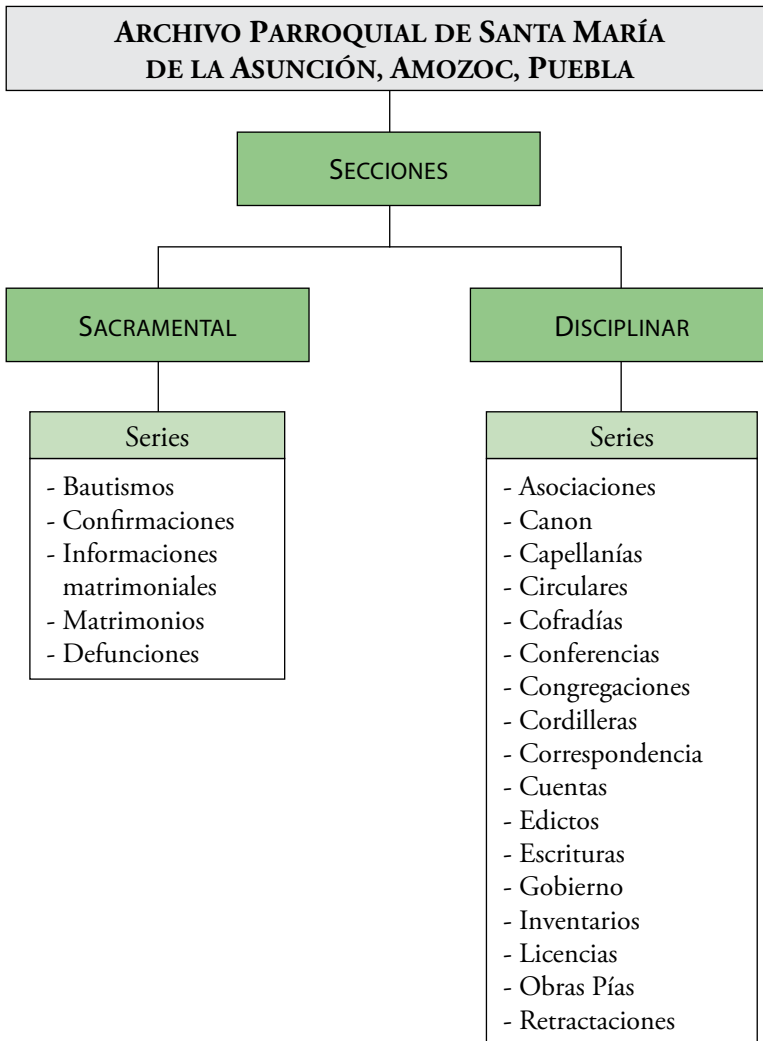 ARCHIVO PARROQUIAL DE SANTA MARÍA
DE LA ASUNCIÓN, AMOZOC, PUEBLA
SECCIONES
SACRAMENTAL
Series
- Bautismos
- Confirmaciones
- Informaciones
matrimoniales
- Matrimonios
- Defunciones
DISCIPLINAR
Series
- Asociaciones
- Canon
- Capellanías
- Circulares
- Cofradías
- Conferencias
- Congregaciones
- Cordilleras
- Correspondencia
- Cuentas
- Edictos
- Escrituras
- Gobierno
- Inventarios
- Licencias
- Obras Pías
- Retractaciones